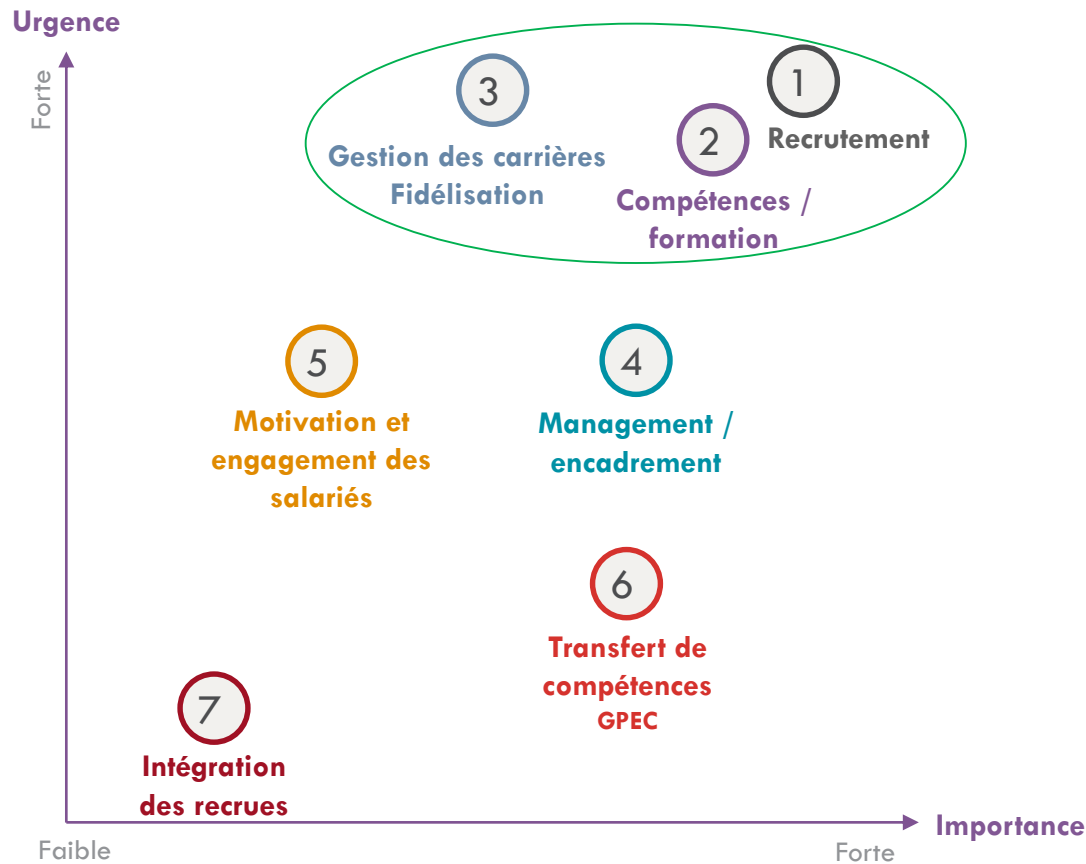 Urgence
Forte
3
Gestion des carrières
Fidélisation
1
Recrutement
2
Compétences /
formation
5
Motivation et
engagement des
salariés
4
Management /
encadrement
6
Transfert de
compétences
GPEC
7
Intégration
des recrues
Importance
Faible
Forte